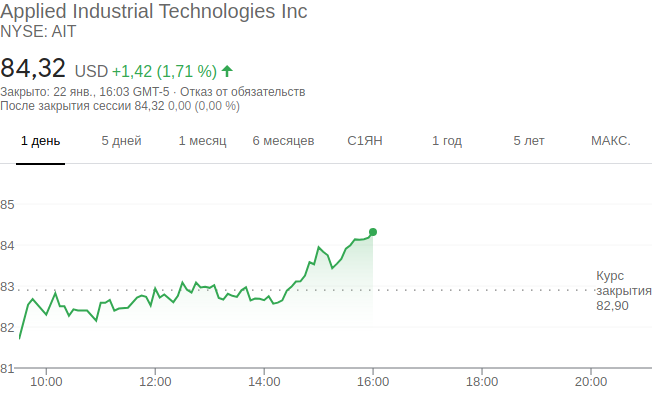 Applied Industrial Technologies Inc
NYSE: AIT
84,32 USD +1,42 (1,71 %)
Закрыто: 22 янв., 16:03 GMT-5 · Отказ от обязательств
После закрытия сессии 84,32 0,00 (0,00 %)
1 день 5 дней 1 месяц 6 месяцев С1ЯН 1 год 5 лет МАКС.
85
84
83
Курс
закрытия
82,90
82
81
10:00 12:00 14:00 16:00 18:00 20:00